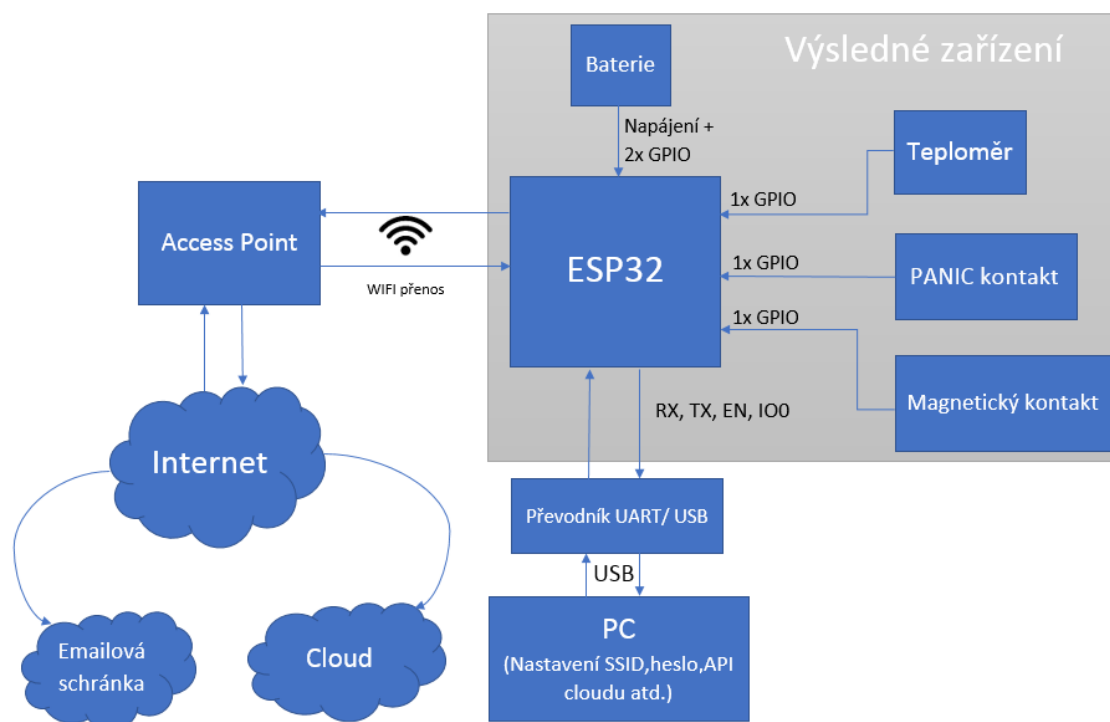 Výsledné zařízení
Baterie
Napájení +
2x GPIO
Teploměr
1x GPIO
Access Point
ESP32
1x GPIO
PANIC kontakt
WIFI přenos
1x GPIO
Magnetický kontakt
RX, TX, EN, IO0
Internet
Převodník UART/ USB
USB
PC
(Nastavení SSID,heslo,API
cloudu atd.)
Emailová
schránka
Cloud